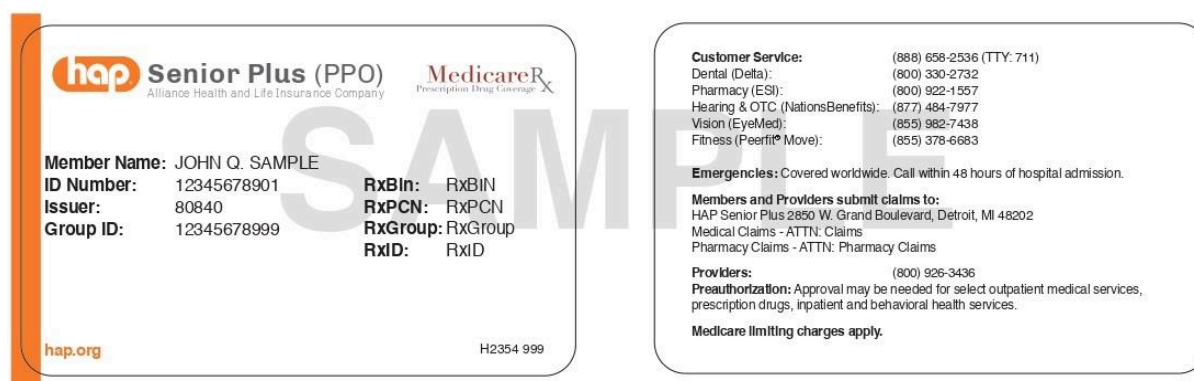 hap Senior Plus (PPO)
Alliance Health and Life Insurance Company
MedicareRx
Prescription Drug Coverage
SAMPLE
Member Name: JOHN Q. SAMPLE
ID Number: 12345678901
Issuer: 80840
Group ID: 12345678999
RxBin: RxBIN
RxPCN: RxPCN
RxGroup: RxGroup
RxID: RxID
hap.org
H2354 999
Customer Service: (888) 658-2536 (TTY: 711)
Dental (Delta): (800) 330-2732
Pharmacy (ESI): (800) 922-1557
Hearing & OTC (NationsBenefits): (877) 484-7977
Vision (EyeMed): (855) 982-7438
Fitness (Peerfit® Move): (855) 378-6683
Emergencies: Covered worldwide. Call within 48 hours of hospital admission.
Members and Providers submit claims to:
HAP Senior Plus 2850 W. Grand Boulevard, Detroit, MI 48202
Medical Claims - ATTN: Claims
Pharmacy Claims - ATTN: Pharmacy Claims
Providers: (800) 926-3436
Preauthorization: Approval may be needed for select outpatient medical services,
prescription drugs, inpatient and behavioral health services.
Medicare limiting charges apply.